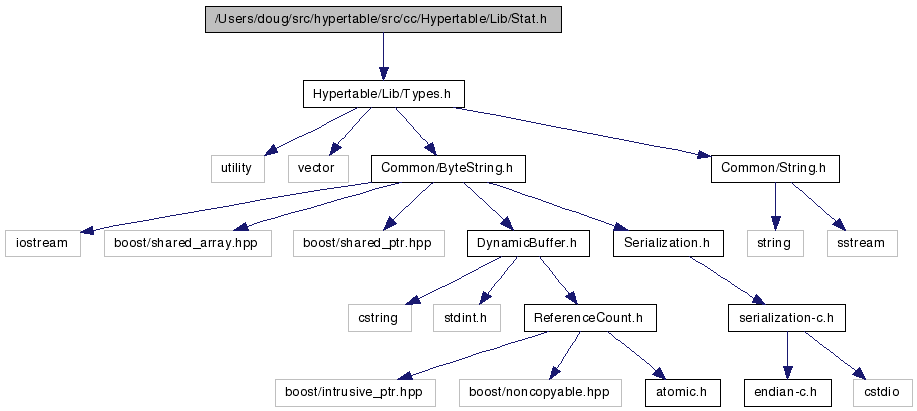 /Users/doug/src/hypertable/src/cc/Hypertable/Lib/Stat.h
Hypertable/Lib/Types.h
utility
vector
Common/ByteString.h
Common/String.h
iostream
boost/shared_array.hpp
boost/shared_ptr.hpp
DynamicBuffer.h
Serialization.h
string
sstream
cstring
stdint.h
ReferenceCount.h
serialization-c.h
boost/intrusive_ptr.hpp
boost/noncopyable.hpp
atomic.h
endian-c.h
cstdio